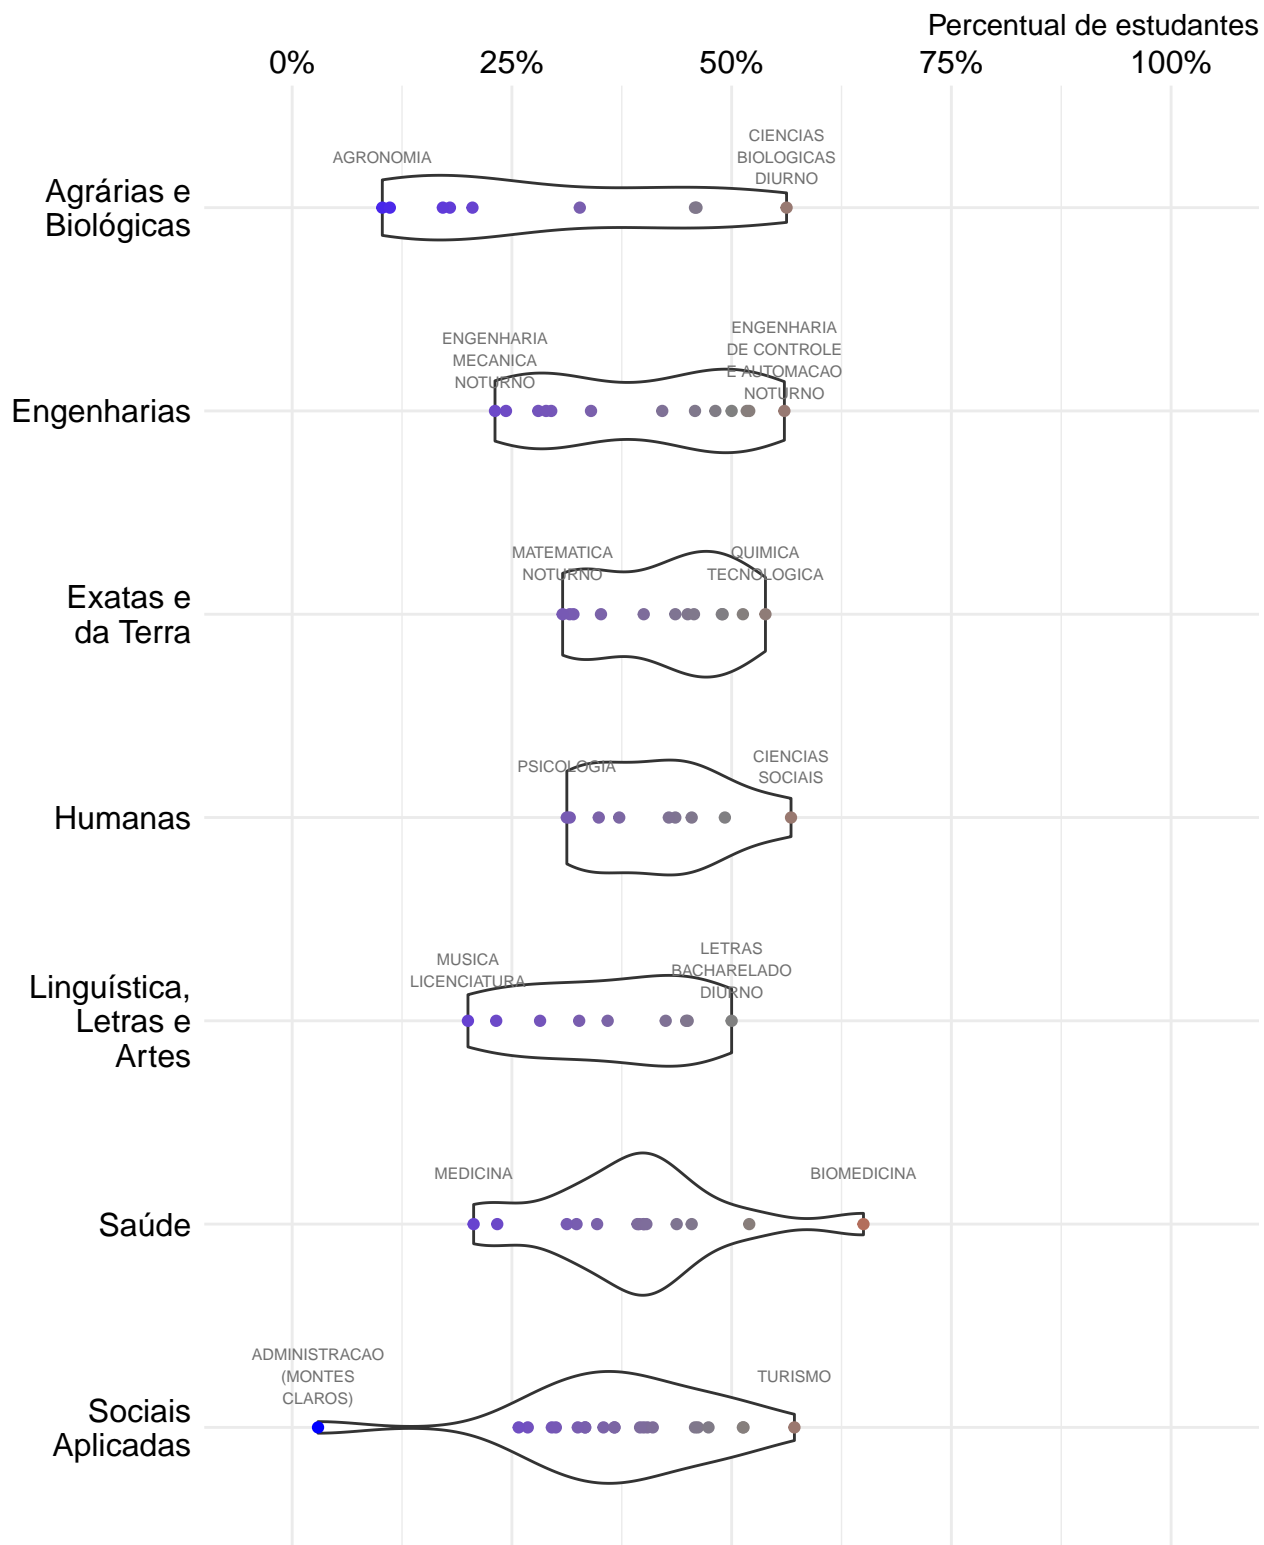 Percentual de estudantes
0% 25% 50% 75% 100%
AGRONOMIA
CIENCIAS
BIOLOGICAS
DIURNO
Agrárias e
Biológicas
ENGENHARIA
MECANICA
NOTURNO
ENGENHARIA
DE CONTROLE
E AUTOMACAO
NOTURNO
Engenharias
MATEMATICA
NOTURNO
QUIMICA
TECNOLOGICA
Exatas e
da Terra
PSICOLOGIA
CIENCIAS
SOCIAIS
Humanas
MUSICA
LICENCIATURA
LETRAS
BACHARELADO
DIURNO
Linguística,
Letras e
Artes
MEDICINA
BIOMEDICINA
Saúde
ADMINISTRACAO
(MONTES
CLAROS)
TURISMO
Sociais
Aplicadas